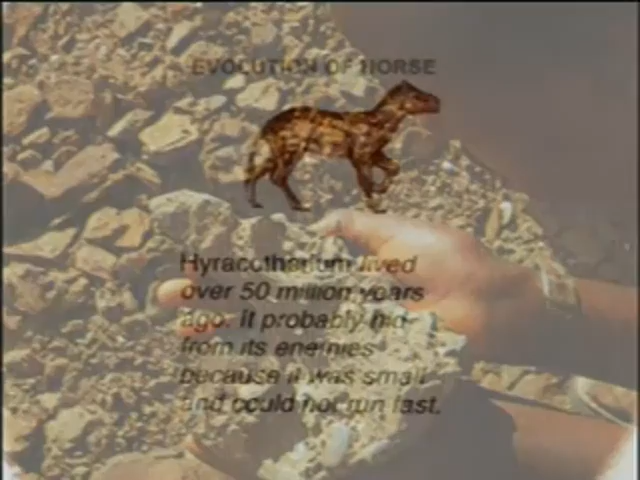 EVOLUTION OF HORSE
Hyracotherium lived
over 50 million years
ago. It probably hid
from its enemies
because it was small
and could not run fast.